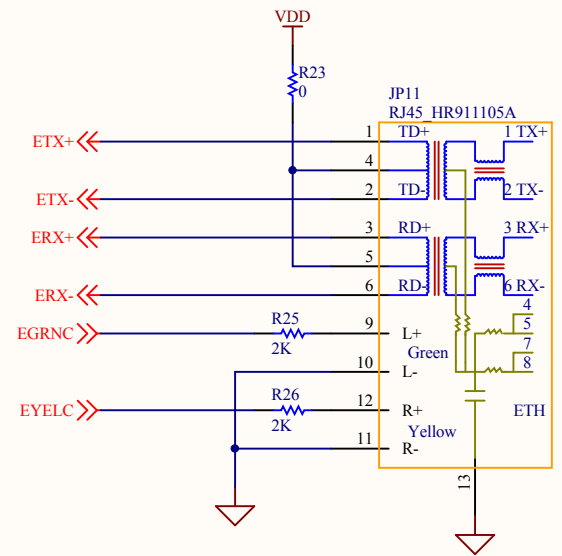 VDD
R23
0
JP11
RJ45_HR911105A
ETX+
1
TD+
1 TX+
4
ETX-
2
TD-
2 TX-
ERX+
3
RD+
3 RX+
5
ERX-
6
RD-
6 RX-
4
EGRNC
R25
2K
9
L+
5
Green
7
10
L-
8
EYELC
R26
2K
12
R+
ETH
Yellow
11
R-
13